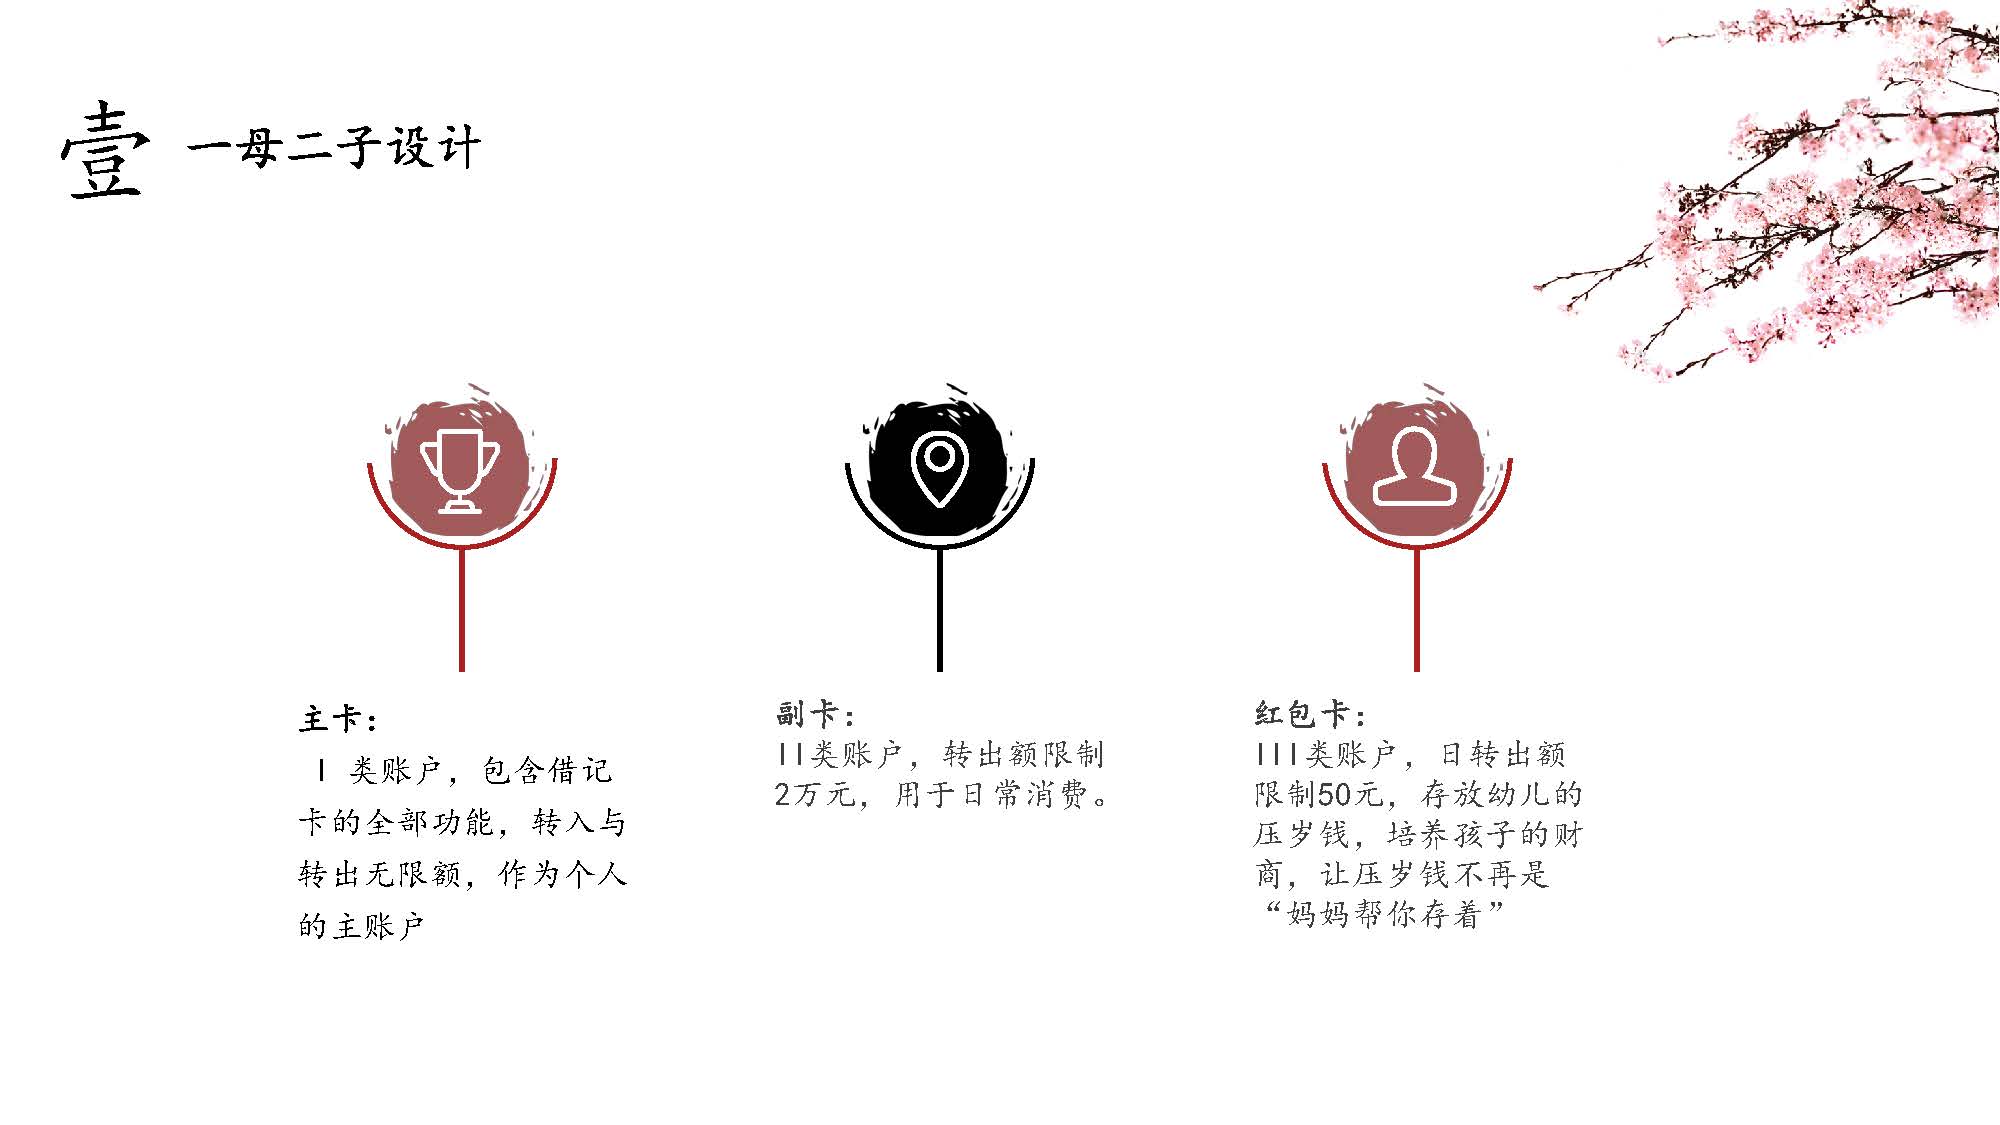 壹
一母二子设计
主卡：
I 类账户，包含借记
卡的全部功能，转入与
转出无限额，作为个人
的主账户
副卡：
II类账户，转出额限制
2万元，用于日常消费。
红包卡：
III类账户，日转出额
限制50元，存放幼儿的
压岁钱，培养孩子的财
商，让压岁钱不再是
“妈妈帮你存着”